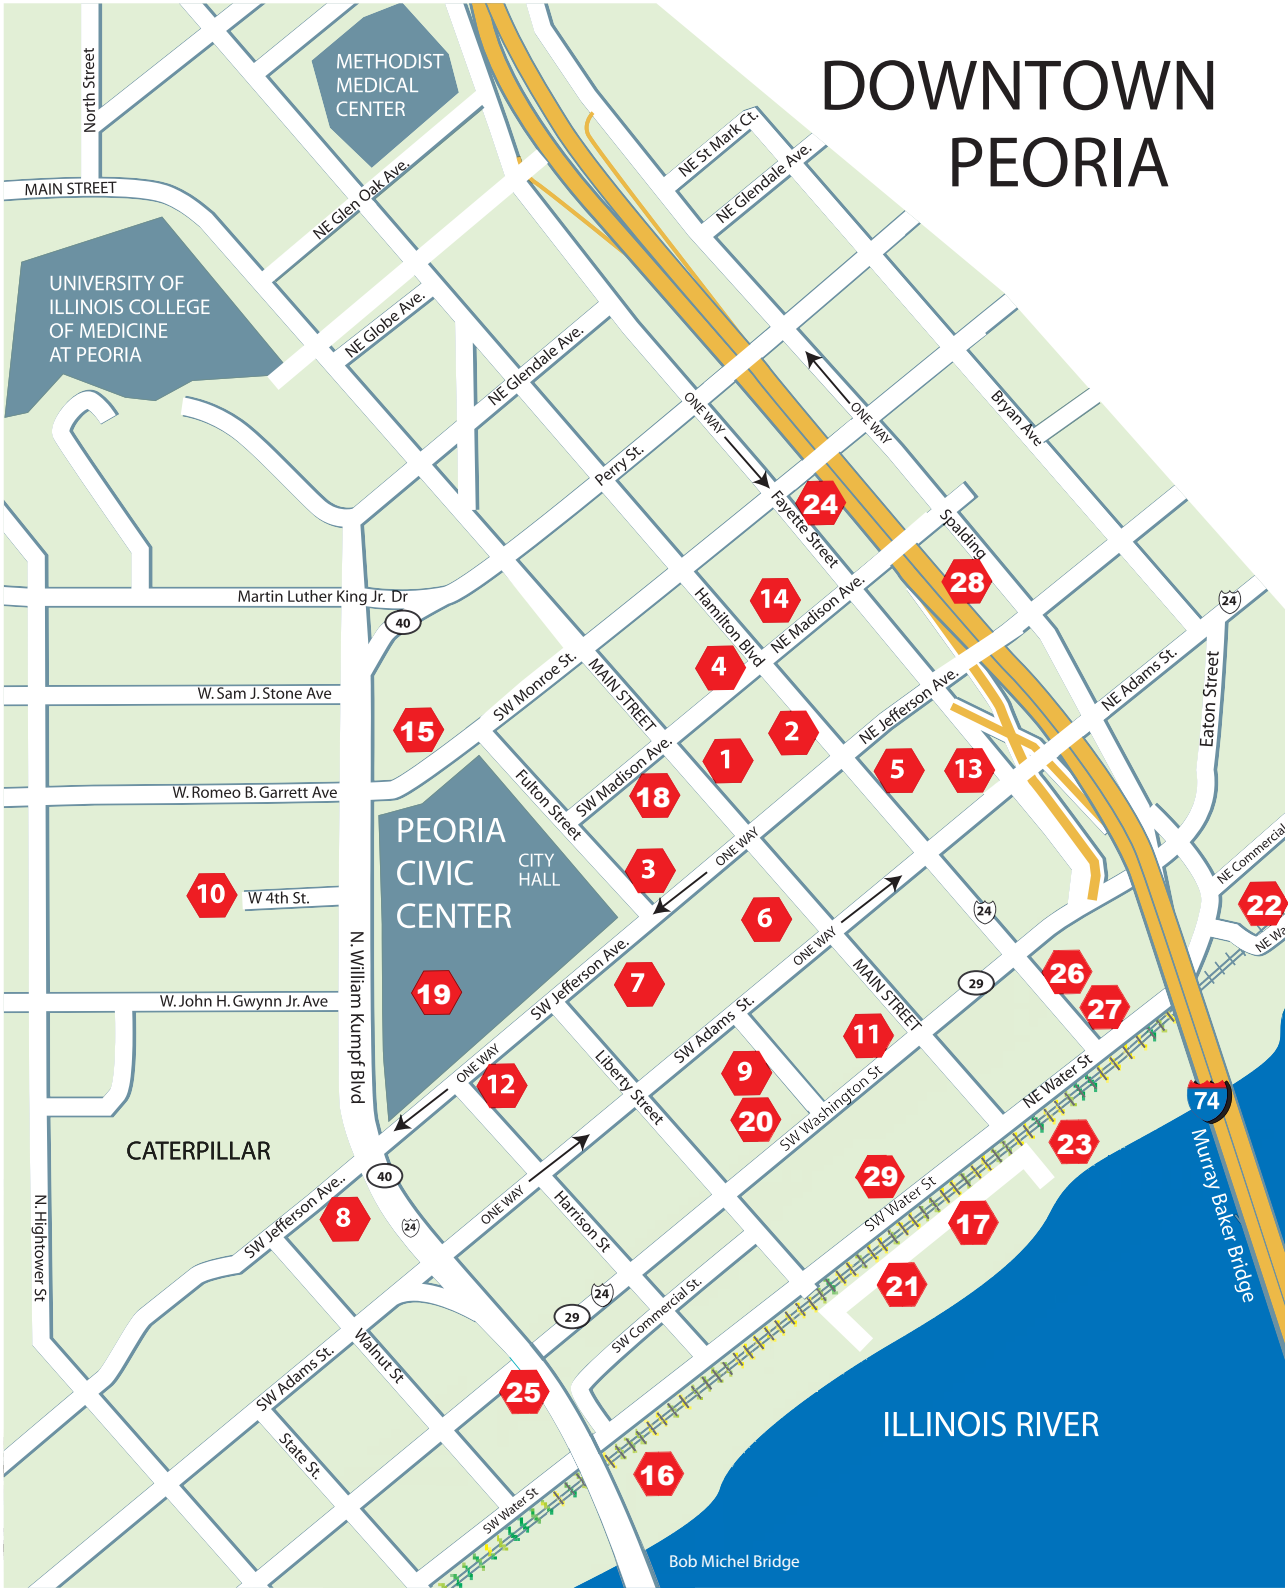 DOWNTOWN
PEORIA
North Street
METHODIST
MEDICAL
CENTER
MAIN STREET
NE Glen Oak Ave.
NE St Mark Ct.
NE Glendale Ave.
UNIVERSITY OF
ILLINOIS COLLEGE
OF MEDICINE
AT PEORIA
NE Globe Ave.
NE Glendale Ave.
ONE WAY
ONE WAY
Bryan Ave
Perry St.
Fayette Street
24
Spalding
28
Martin Luther King Jr. Dr
40
14
Hamilton Blvd
NE Madison Ave.
24
4
W. Sam J. Stone Ave
SW Monroe St.
MAIN STREET
NE Jefferson Ave.
NE Adams St.
Eaton Street
15
2
1
5
13
W. Romeo B. Garrett Ave
Fulton Street
SW Madison Ave.
18
PEORIA
CIVIC
CENTER
CITY
HALL
3
ONE WAY
10
W 4th St.
NE Commercial
22
NE Wa
6
24
ONE WAY
N. William Kumpf Blvd
SW Jefferson Ave.
7
MAIN STREET
29
26
27
19
W. John H. Gwynn Jr. Ave
SW Adams St.
11
ONE WAY
12
Liberty Street
9
20
SW Washington St
NE Water St
74
23
Murray Baker Bridge
CATERPILLAR
40
29
SW Water St
17
N. Hightower St
SW Jefferson Ave..
8
24
ONE WAY
Harrison St
21
24
29
SW Commercial St.
Walnut St
SW Adams St.
25
ILLINOIS RIVER
State St.
16
SW Water St
Bob Michel Bridge